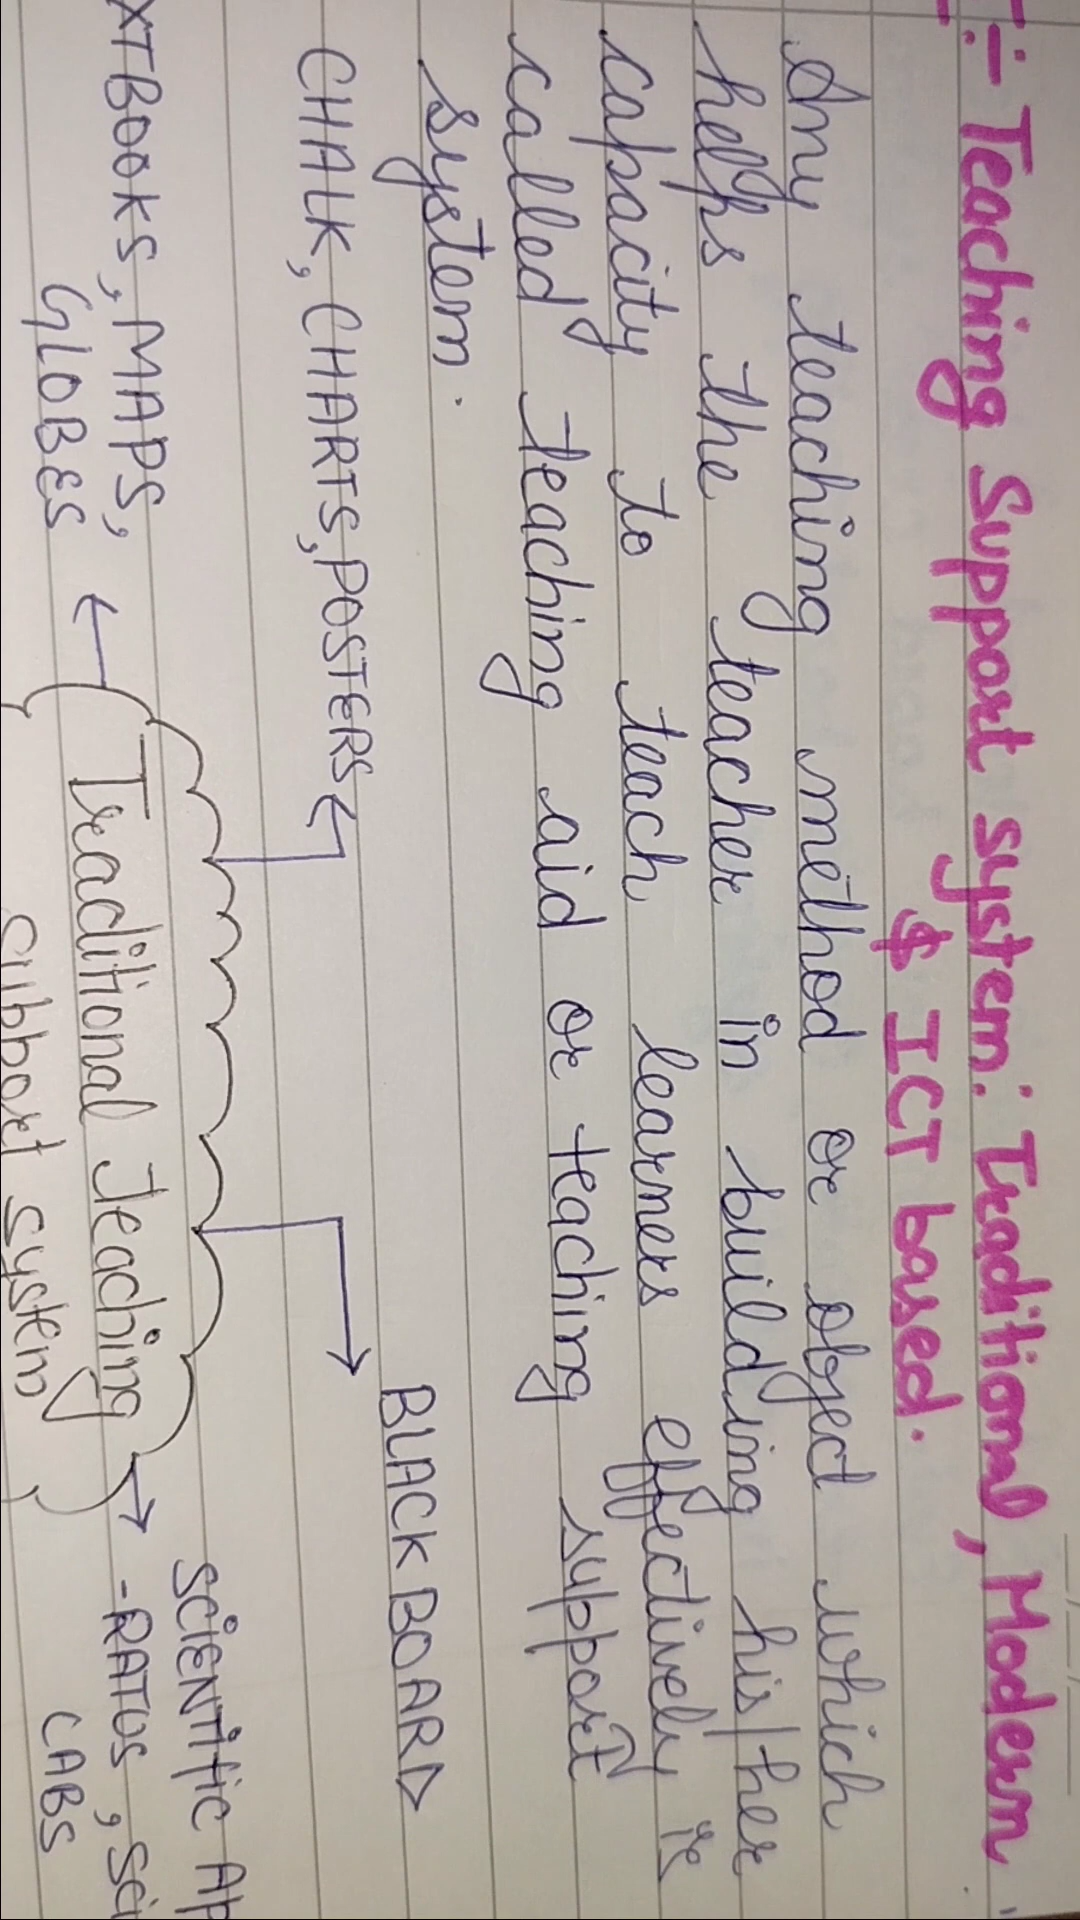 :- Teaching Support system: Traditional, Modern
& ICT based.
Any teaching method or object which
helps the teacher in building his/her
capacity to teach learners effectively is
called teaching aid or teaching support
system.
BLACK BOARD
CHALK, CHARTS, POSTERS
SCIENTIFIC AP
-RATUS, SCI
XTBOOKS, MAPS,
GLOBES
Traditional Teaching
Support System